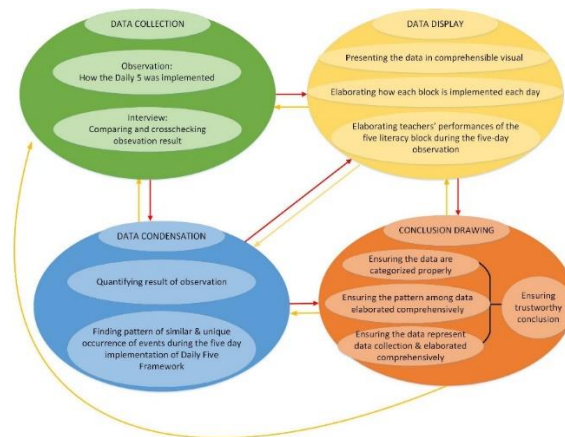 DATA COLLECTION
Observation:
How the Daily 5 was implemented
Interview:
Comparing and crosschecking
obsevation result
DATA DISPLAY
Presenting the data in comprehensible visual
Elaborating how each block is implemented each day
Elaborating teachers' performances of the
five literacy block during the five-day
observation
DATA CONDENSATION
Quantifying result of observation
Finding pattern of similar & unique
occurrence of events during the five day
implementation of Daily Five
Framework
CONCLUSION DRAWING
Ensuring the data are
categorized properly
Ensuring the pattern among data
elaborated comprehensively
Ensuring the data represent
data collection & elaborated
comprehensively
Ensuring
trustworthy
conclusion